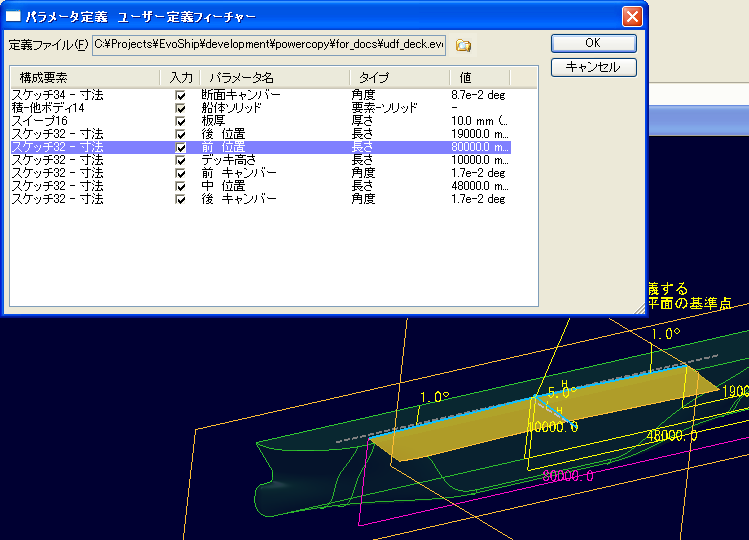 パラメータ定義 ユーザー定義フィーチャー
定義ファイル(F) C:¥Projects¥EvoShip¥development¥powercopy¥for_docs¥udf_deck.evo
OK
キャンセル
構成要素 入力 パラメータ名 タイプ 値
スケッチ34 - 寸法 断面キャンバー 角度 8.7e-2 deg
積-他ボディ14 船体ソリッド 要素-ソリッド -
スイープ16 板厚 厚さ 10.0 mm (...
スケッチ32 - 寸法 後 位置 長さ 19000.0 m...
スケッチ32 - 寸法 前 位置 長さ 80000.0 m...
スケッチ32 - 寸法 デッキ高さ 長さ 10000.0 m...
スケッチ32 - 寸法 前 キャンバー 角度 1.7e-2 deg
スケッチ32 - 寸法 中 位置 長さ 48000.0 m...
スケッチ32 - 寸法 後 キャンバー 角度 1.7e-2 deg
義する
平面の基準点
1.0°
H
1.0°
5.0°
1900
H
10000.0
48000.0
80000.0